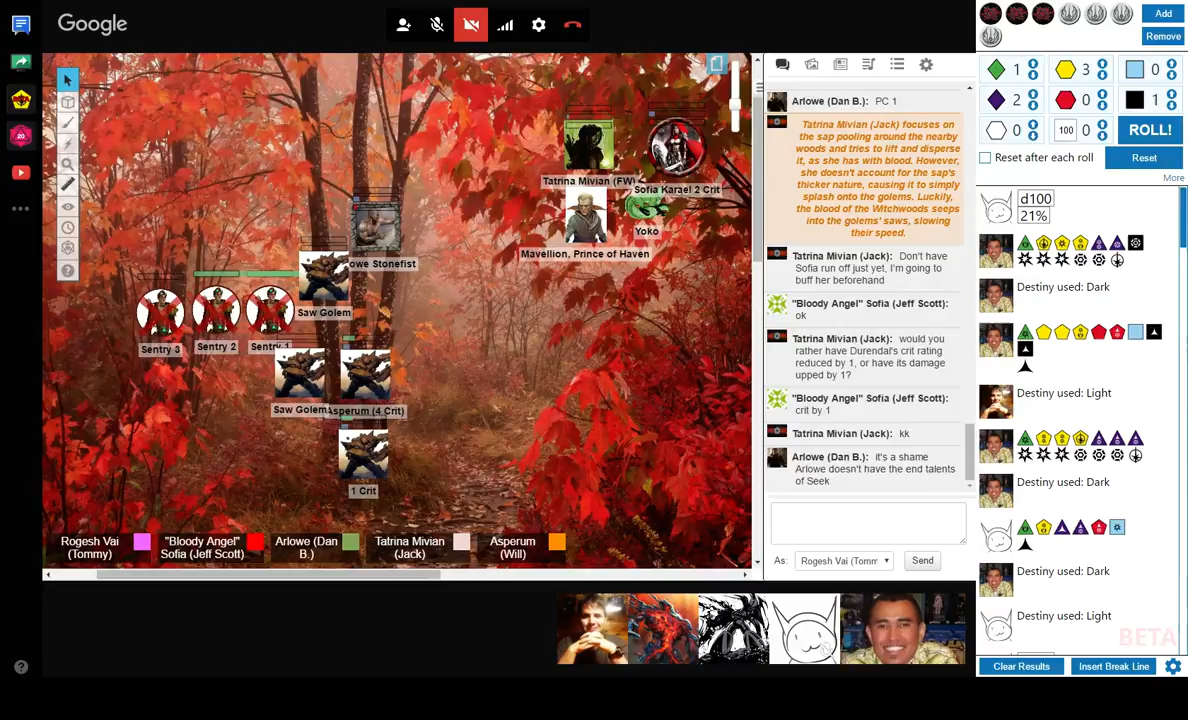 Google
Add
Remove
1
3
0
2
0
1
0
100
0
ROLL!
Reset after each roll
Reset
More
Arlowe (Dan B.): PC 1
Tatrina Mivian (Jack) focuses on
the sap pooling around the nearby
woods and tries to lift and disperse
it, as she has with blood. However,
she doesn't account for the sap's
thicker nature, causing it to simply
splash onto the golems. Luckily,
the blood of the Witchwoods seeps
into the golems' saws, slowing
their speed.
Tatrina Mivian (Jack): Don't have
Sofia run off just yet, I'm going to
buff her beforehand
"Bloody Angel" Sofia (Jeff Scott):
ok
Tatrina Mivian (Jack): would you
rather have Durendal's crit rating
reduced by 1, or have its damage
upped by 1?
"Bloody Angel" Sofia (Jeff Scott):
crit by 1
Tatrina Mivian (Jack): kk
Arlowe (Dan B.): it's a shame
Arlowe doesn't have the end talents
of Seek
As:
Rogesh Vai (Tomm
Send
Tatrina Mivian (FW)
Sofia Karael 2 Crit
Yoko
Mavellion, Prince of Haven
owe Stonefist
Saw Golem
Sentry 3
Sentry 2
Sentry 1
Saw Golem
Asperum (4 Crit)
1 Crit
Rogesh Vai
(Tommy)
"Bloody Angel"
Sofia (Jeff Scott)
Arlowe (Dan
B.)
Tatrina Mivian
(Jack)
Asperum
(Will)
20
d100
21%
Destiny used: Dark
Destiny used: Light
Destiny used: Dark
Destiny used: Dark
Destiny used: Light
BETA
Clear Results
Insert Break Line